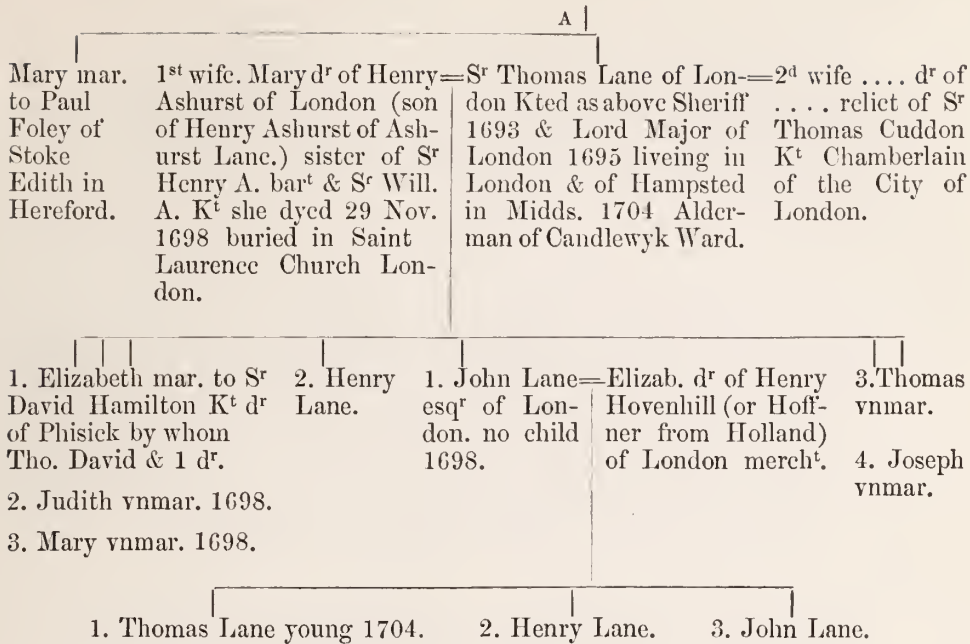 A
Mary mar.
to Paul
Foley of
Stoke
Edith in
Hereford.
1st wife. Mary dr of Henry
Ashurst of London (son
of Henry Ashurst of Ash-
urst Lanc.) sister of Sr
Henry A. bart & Sr Will.
A. Kt she dyed 29 Nov.
1698 buried in Saint
Laurence Church Lon-
don.
=Sr Thomas Lane of Lon-
don Kted as above Sheriff
1693 & Lord Major of
London 1695 liveing in
London & of Hampsted
in Midds. 1704 Alder-
man of Candlewyk Ward.
=2d wife .... dr of
.... relict of Sr
Thomas Cuddon
Kt Chamberlain
of the City of
London.
1. Elizabeth mar. to Sr
David Hamilton Kt dr
of Phisick by whom
Tho. David & 1 dr.
2. Judith vnmar. 1698.
3. Mary vnmar. 1698.
2. Henry
Lane.
1. John Lane
esqr of Lon-
don. no child
1698.
=Elizab. dr of Henry
Hovenhill (or Hoff-
ner from Holland)
of London mercht.
3.Thomas
vnmar.
4. Joseph
vnmar.
1. Thomas Lane young 1704.
2. Henry Lane.
3. John Lane.